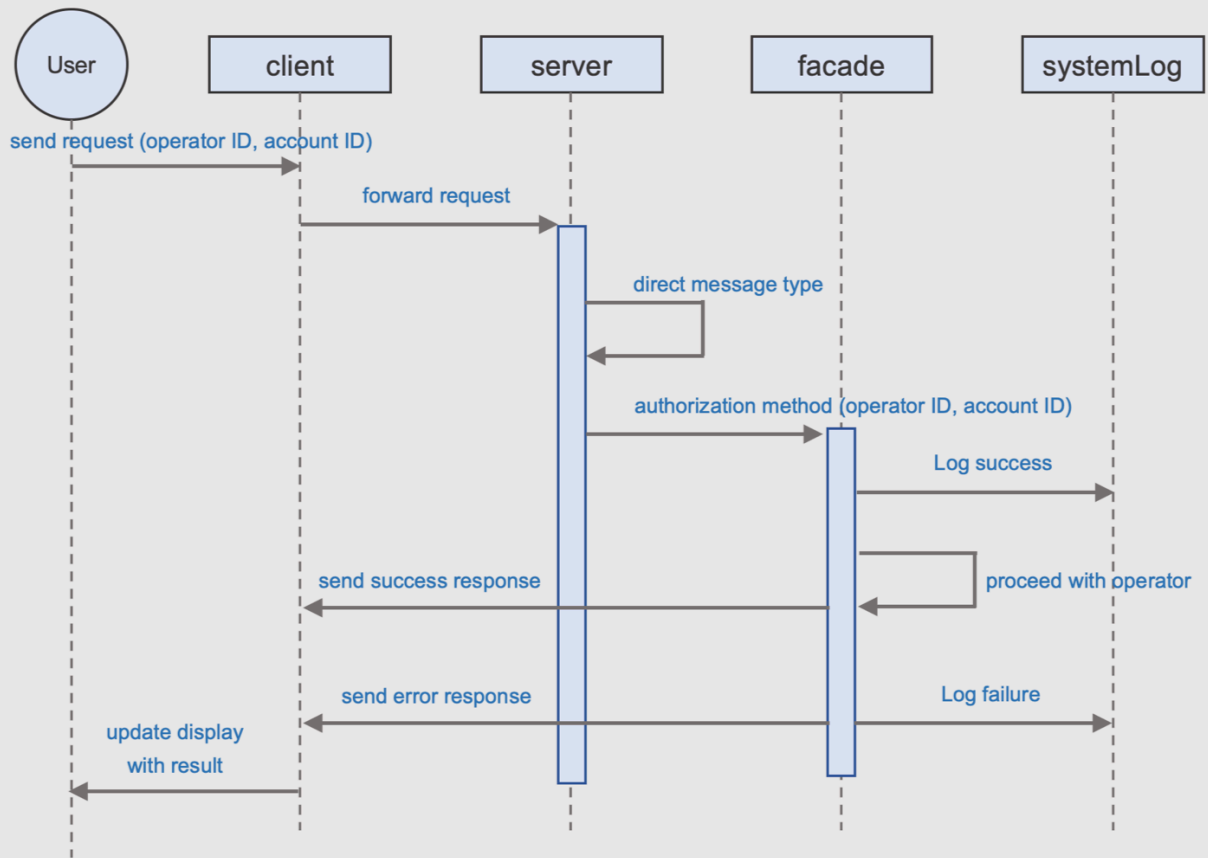 User
client
server
facade
systemLog
send request (operator ID, account ID)
forward request
direct message type
authorization method (operator ID, account ID)
Log success
send success response
proceed with operator
send error response
Log failure
update display
with result